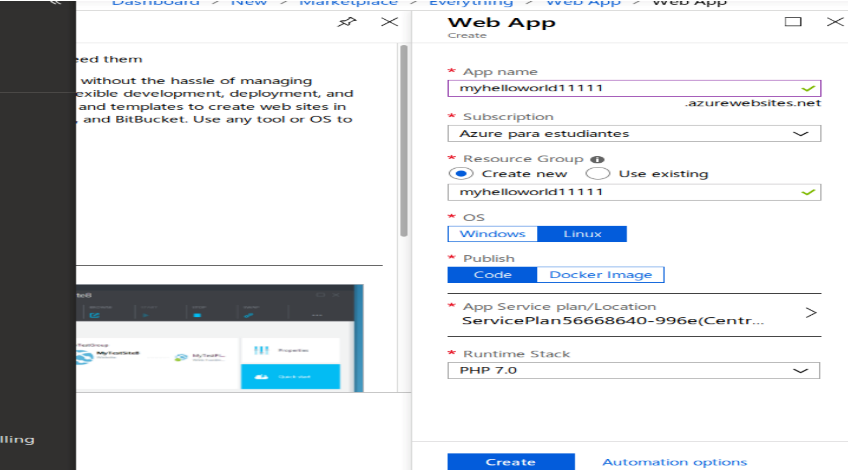 Dashboard > New > Marketplace > Everything > Web App > Web App
eed them
without the hassle of managing
exible development, deployment, and
and templates to create web sites in
, and BitBucket. Use any tool or OS to
lling
Web App
Create
* App name
myhelloworld11111
.azurewebsites.net
* Subscription
Azure para estudiantes
* Resource Group
Create new Use existing
myhelloworld11111
* OS
Windows Linux
* Publish
Code Docker Image
* App Service plan/Location
ServicePlan56668640-996e(Centr...
* Runtime Stack
PHP 7.0
Create Automation options
MyTestSite8
Properties
Quick start